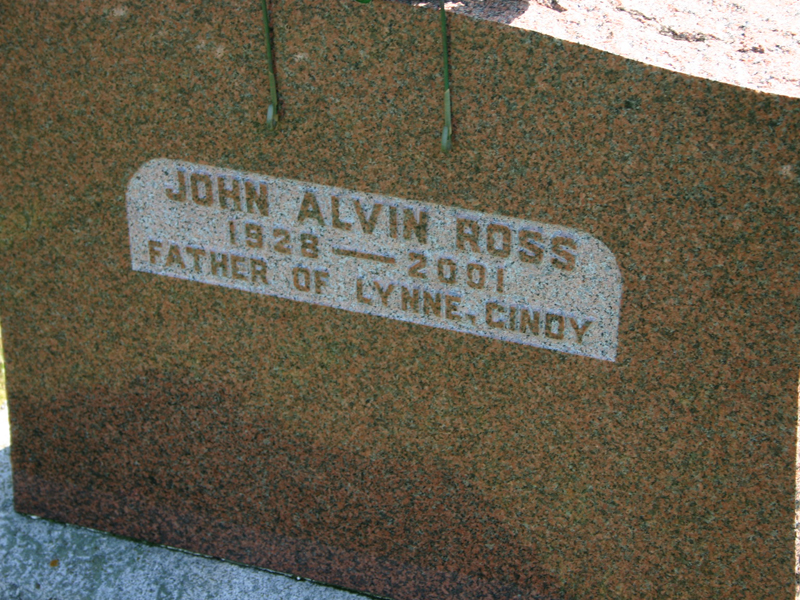 JOHN ALVIN ROSS
1928 — 2001
FATHER OF LYNNE, CINDY